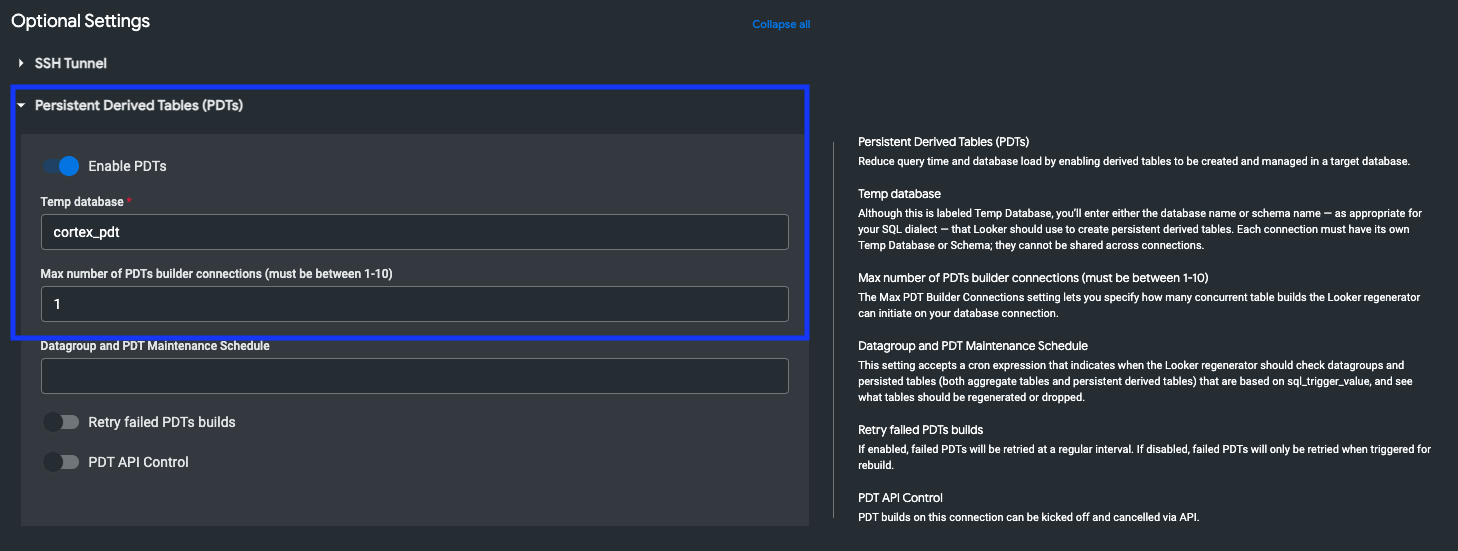 Optional Settings
Collapse all
SSH Tunnel
Persistent Derived Tables (PDTs)
Enable PDTs
Temp database *
cortex_pdt
Max number of PDTs builder connections (must be between 1-10)
1
Datagroup and PDT Maintenance Schedule
Retry failed PDTs builds
PDT API Control
Persistent Derived Tables (PDTs)
Reduce query time and database load by enabling derived tables to be created and managed in a target database.
Temp database
Although this is labeled Temp Database, you'll enter either the database name or schema name — as appropriate for
your SQL dialect — that Looker should use to create persistent derived tables. Each connection must have its own
Temp Database or Schema; they cannot be shared across connections.
Max number of PDTs builder connections (must be between 1-10)
The Max PDT Builder Connections setting lets you specify how many concurrent table builds the Looker regenerator
can initiate on your database connection.
Datagroup and PDT Maintenance Schedule
This setting accepts a cron expression that indicates when the Looker regenerator should check datagroups and
persisted tables (both aggregate tables and persistent derived tables) that are based on sql_trigger_value, and see
what tables should be regenerated or dropped.
Retry failed PDTs builds
If enabled, failed PDTs will be retried at a regular interval. If disabled, failed PDTs will only be retried when triggered for
rebuild.
PDT API Control
PDT builds on this connection can be kicked off and cancelled via API.